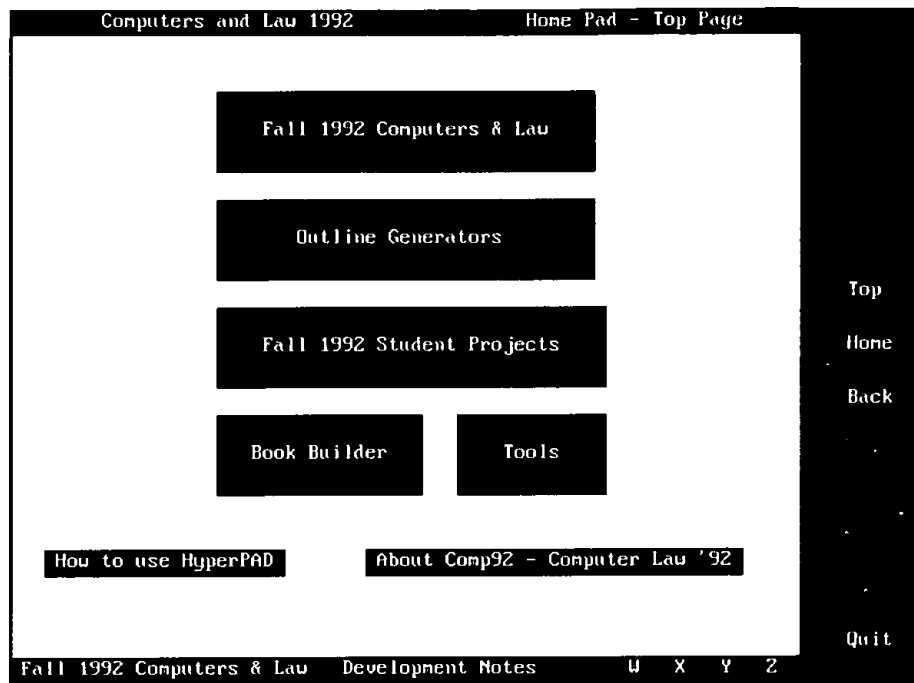 Computers and Law 1992 Home Pad - Top Page
Fall 1992 Computers & Law
Outline Generators
Top
Fall 1992 Student Projects
Home
Back
Book Builder Tools
How to use HyperPAD About Comp92 - Computer Law '92
Quit
Fall 1992 Computers & Law Development Notes W X Y Z